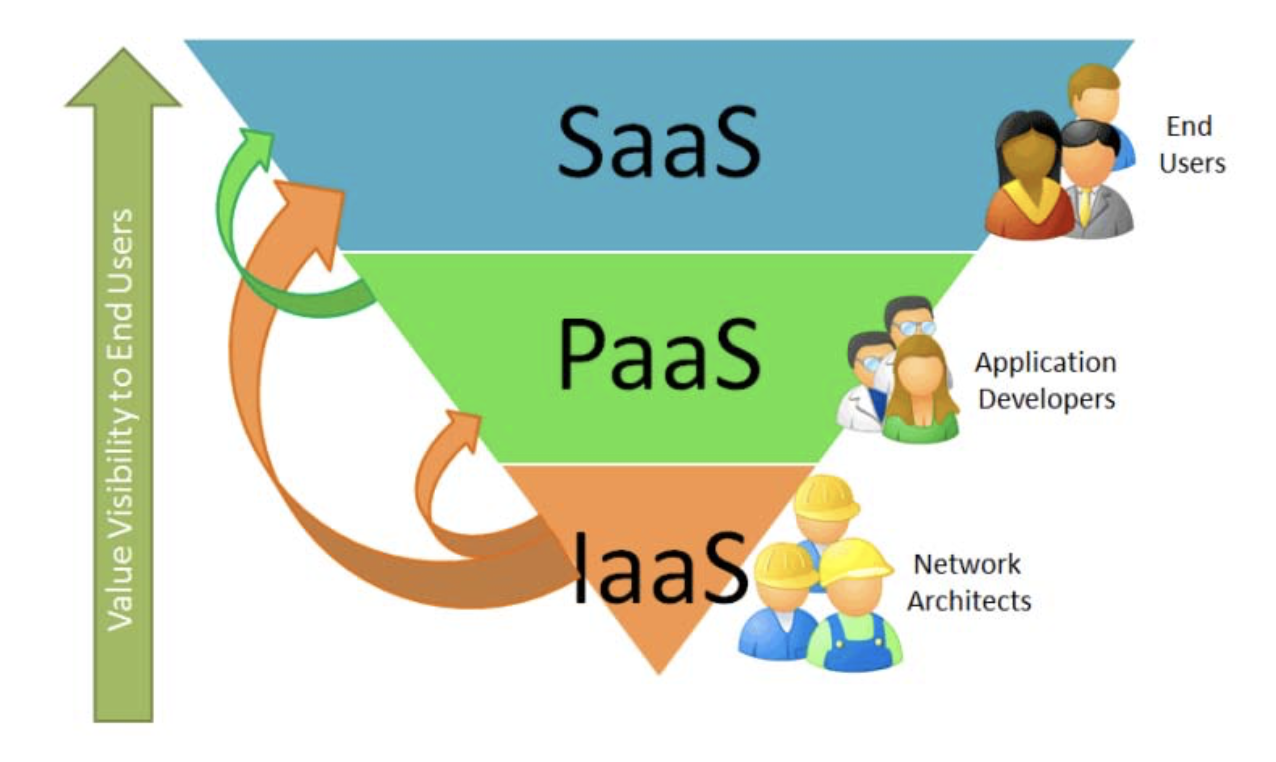 SaaS
End
Users
PaaS
Application
Developers
IaaS
Network
Architects
Value Visibility to End Users